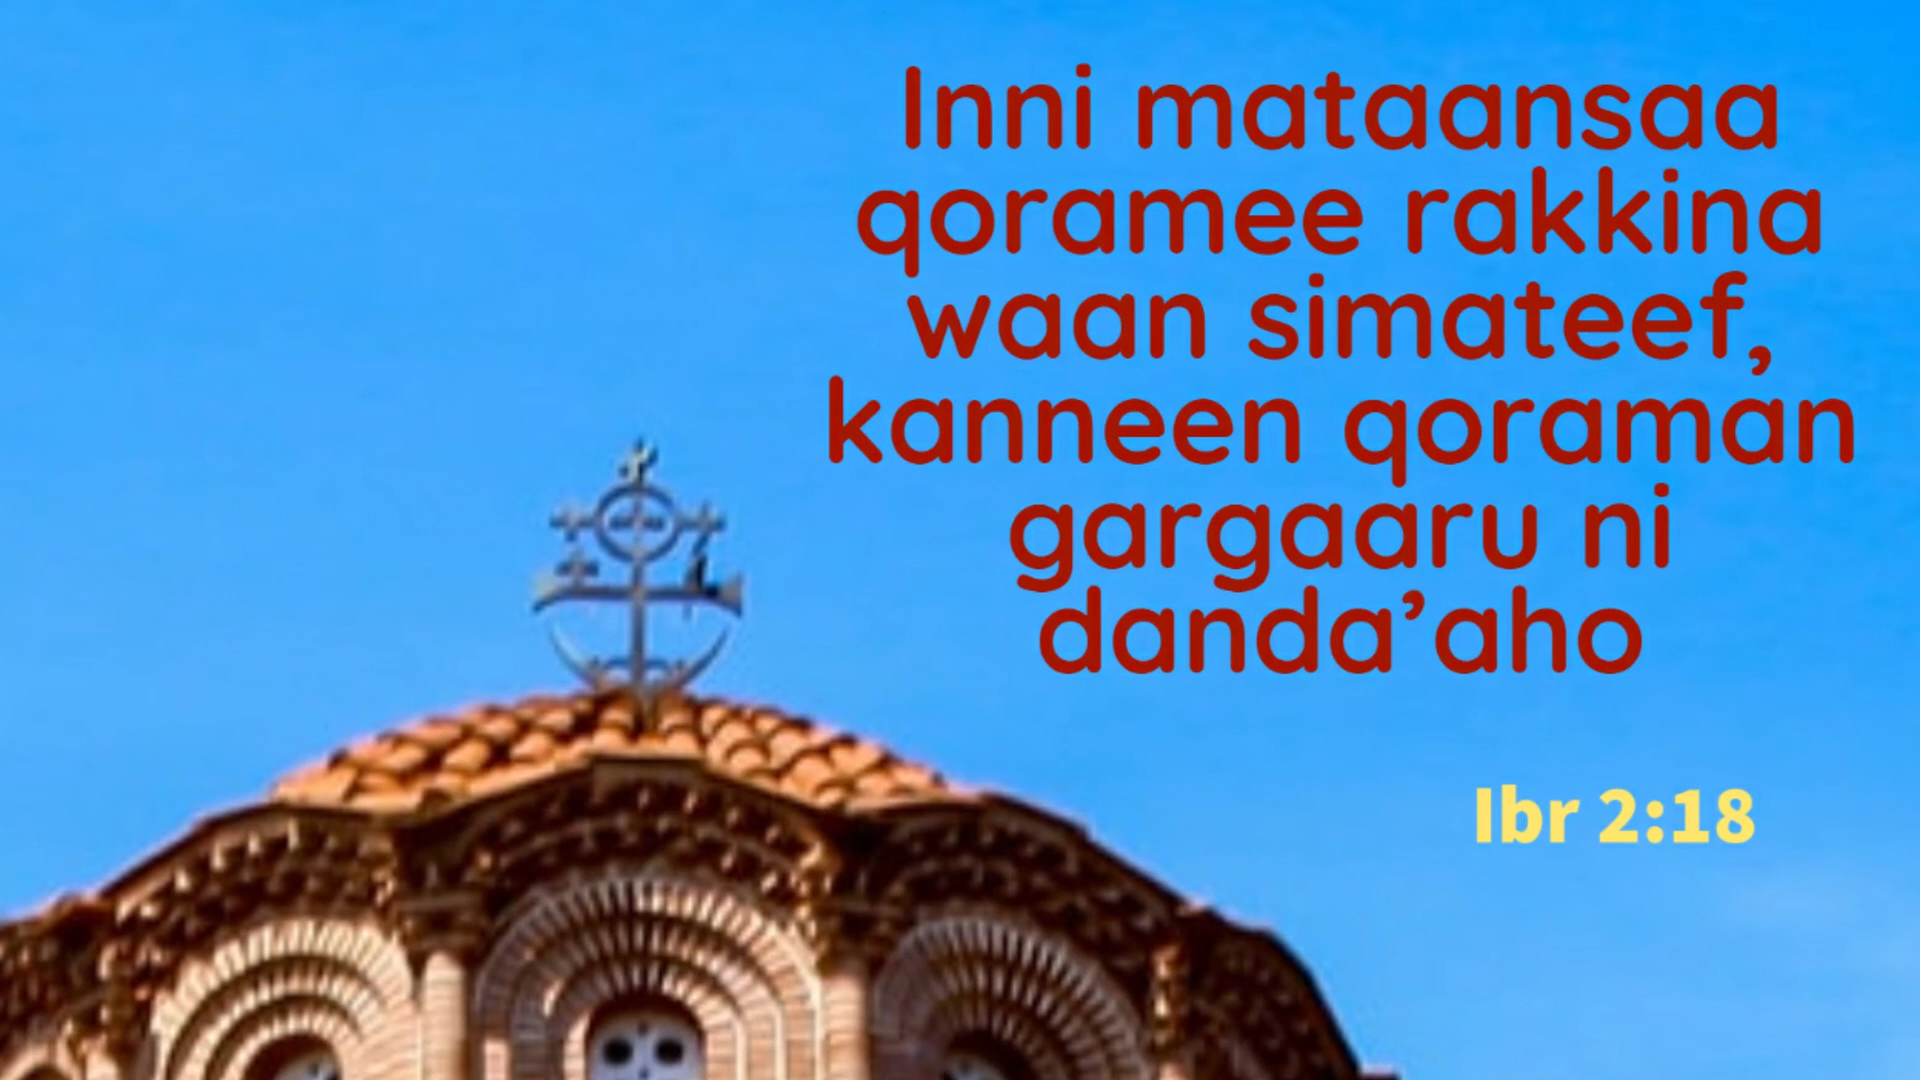 Inni mataansaa
qoramee rakkina
waan simateef,
kanneen qoraman
gargaaru ni
danda’aho
Ibr 2:18